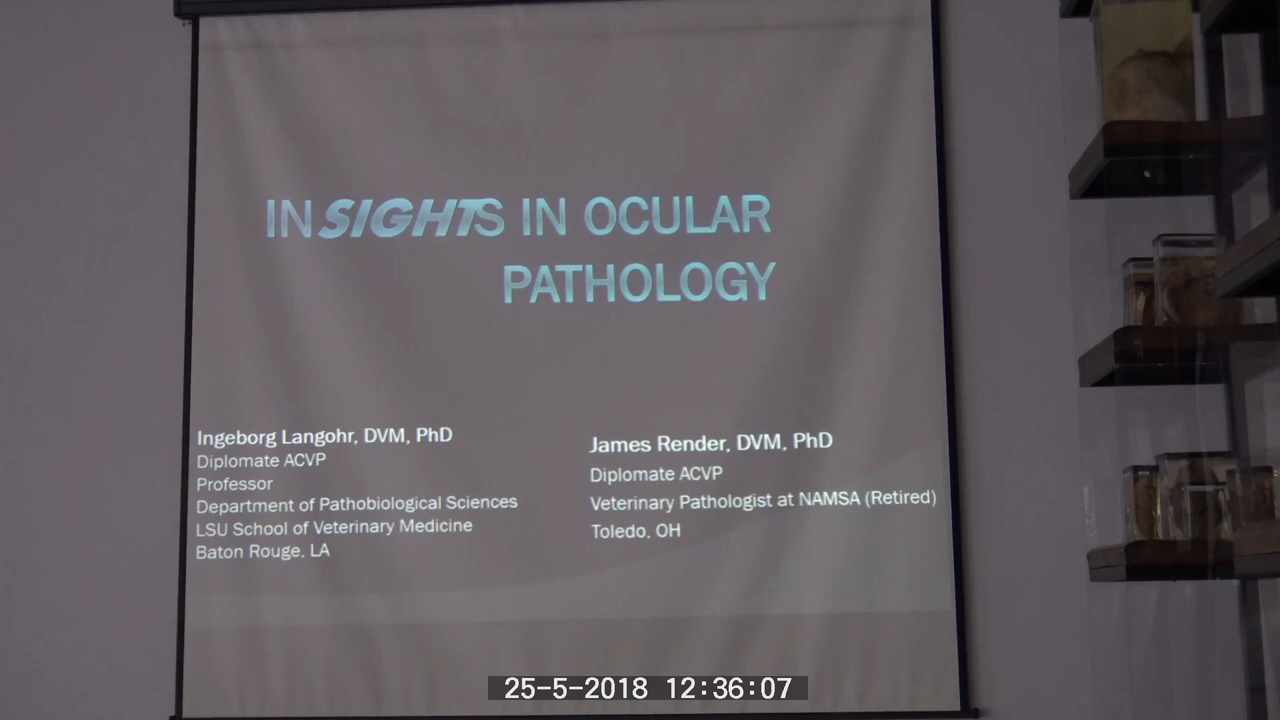 INSIGHTS IN OCULAR
PATHOLOGY
Ingeborg Langohr, DVM, PhD
Diplomate ACVP
Professor
Department of Pathobiological Sciences
LSU School of Veterinary Medicine
Baton Rouge, LA
James Render, DVM, PhD
Diplomate ACVP
Veterinary Pathologist at NAMSA (Retired)
Toledo, OH
25-5-2018 12:36:07